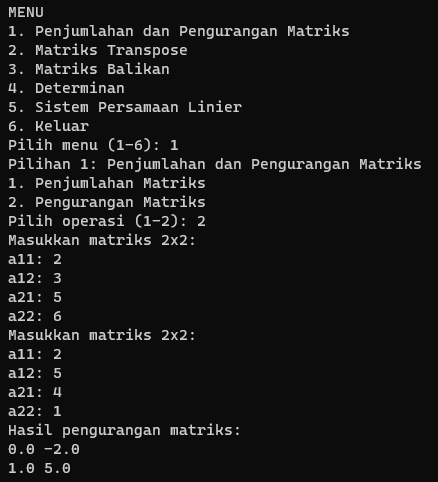 MENU
1. Penjumlahan dan Pengurangan Matriks
2. Matriks Transpose
3. Matriks Balikan
4. Determinan
5. Sistem Persamaan Linier
6. Keluar
Pilih menu (1-6): 1
Pilihan 1: Penjumlahan dan Pengurangan Matriks
1. Penjumlahan Matriks
2. Pengurangan Matriks
Pilih operasi (1-2): 2
Masukkan matriks 2x2:
a11: 2
a12: 3
a21: 5
a22: 6
Masukkan matriks 2x2:
a11: 2
a12: 5
a21: 4
a22: 1
Hasil pengurangan matriks:
0.0 -2.0
1.0 5.0